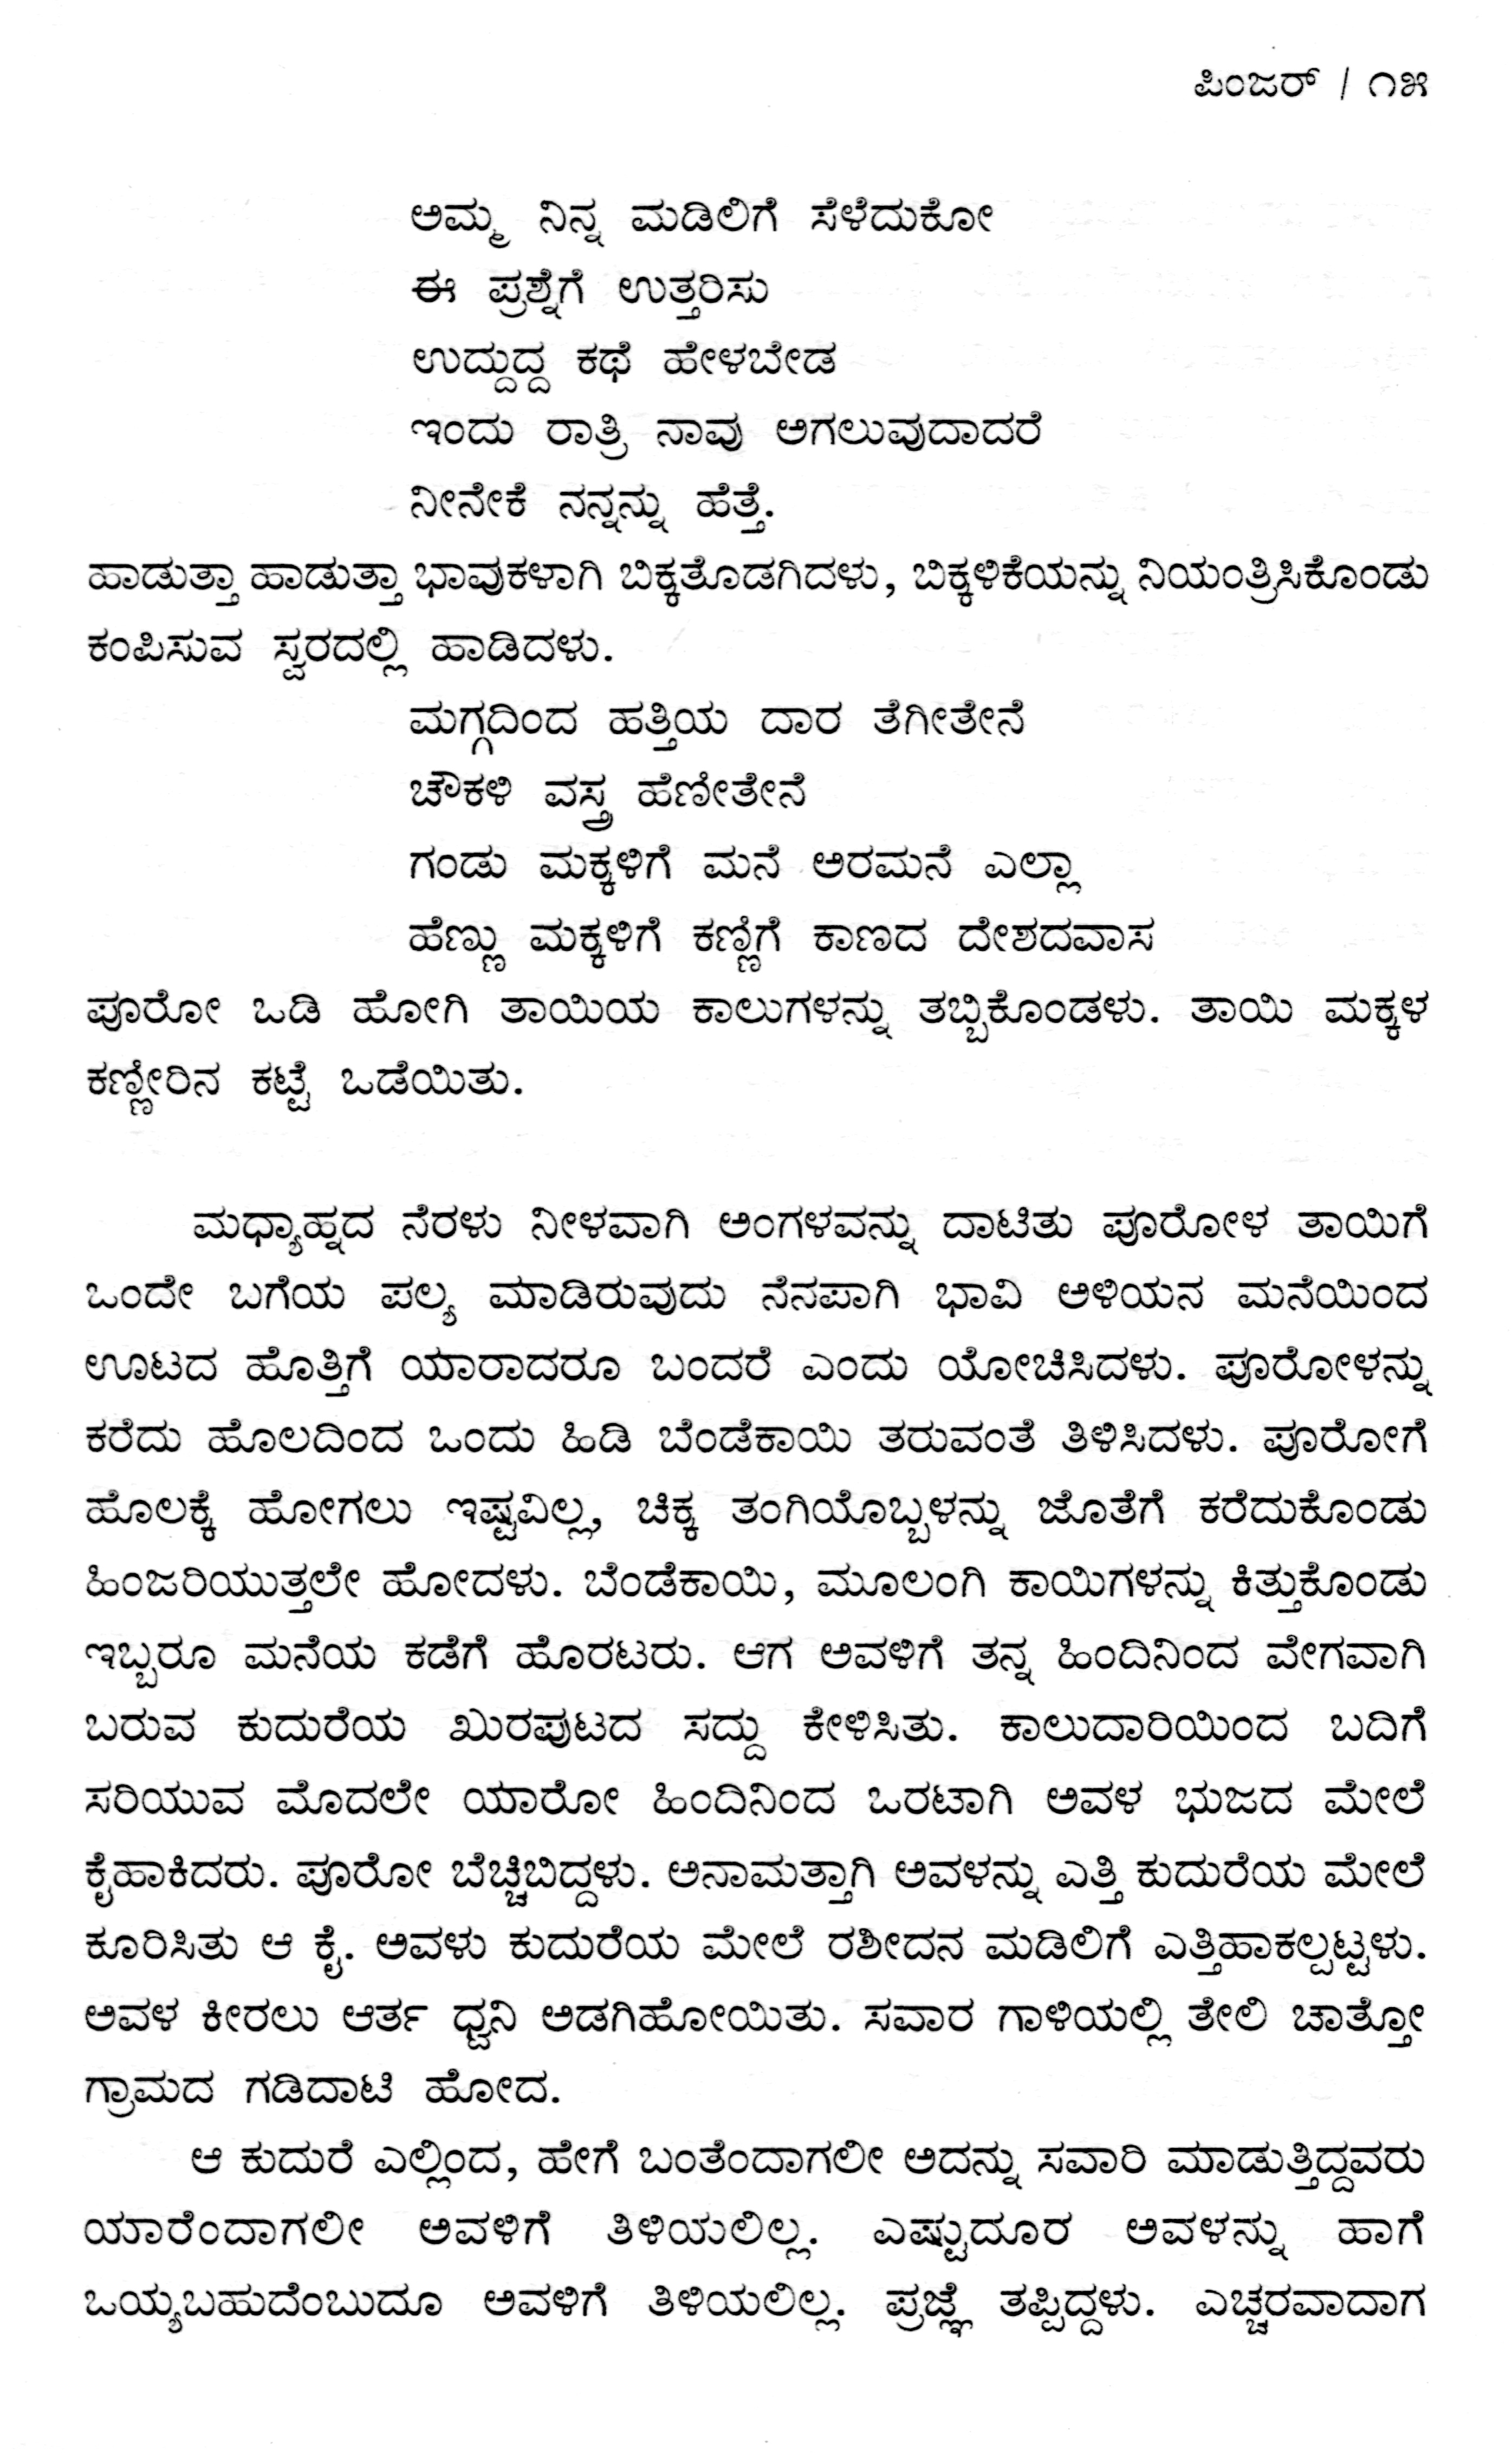 ಪಿಂಜರ್ / ೧೫
ಅಮ್ಮ ನಿನ್ನ ಮಡಿಲಿಗೆ ಸೆಳೆದುಕೋ
ಈ ಪ್ರಶ್ನೆಗೆ ಉತ್ತರಿಸು
ಉದ್ದುದ್ದ ಕಥೆ ಹೇಳಬೇಡ
ಇಂದು ರಾತ್ರಿ ನಾವು ಅಗಲುವುದಾದರೆ
ನೀನೇಕೆ ನನ್ನನ್ನು ಹೆತ್ತೆ.
ಹಾಡುತ್ತಾ ಹಾಡುತ್ತಾ ಭಾವುಕಳಾಗಿ ಬಿಕ್ಕತೊಡಗಿದಳು, ಬಿಕ್ಕಳಿಕೆಯನ್ನು ನಿಯಂತ್ರಿಸಿಕೊಂಡು
ಕಂಪಿಸುವ ಸ್ವರದಲ್ಲಿ ಹಾಡಿದಳು.
ಮಗ್ಗದಿಂದ ಹತ್ತಿಯ ದಾರ ತೆಗೀತೇನೆ
ಚೌಕಳಿ ವಸ್ತ್ರ ಹೆಣೀತೇನೆ
ಗಂಡು ಮಕ್ಕಳಿಗೆ ಮನೆ ಅರಮನೆ ಎಲ್ಲಾ
ಹೆಣ್ಣು ಮಕ್ಕಳಿಗೆ ಕಣ್ಣಿಗೆ ಕಾಣದ ದೇಶದವಾಸ
ಪೂರೋ ಓಡಿ ಹೋಗಿ ತಾಯಿಯ ಕಾಲುಗಳನ್ನು ತಬ್ಬಿಕೊಂಡಳು. ತಾಯಿ ಮಕ್ಕಳ
ಕಣ್ಣೀರಿನ ಕಟ್ಟೆ ಒಡೆಯಿತು.
ಮಧ್ಯಾಹ್ನದ ನೆರಳು ನೀಳವಾಗಿ ಅಂಗಳವನ್ನು ದಾಟಿತು ಪೂರೋಳ ತಾಯಿಗೆ
ಒಂದೇ ಬಗೆಯ ಪಲ್ಯ ಮಾಡಿರುವುದು ನೆನಪಾಗಿ ಭಾವಿ ಅಳಿಯನ ಮನೆಯಿಂದ
ಊಟದ ಹೊತ್ತಿಗೆ ಯಾರಾದರೂ ಬಂದರೆ ಎಂದು ಯೋಚಿಸಿದಳು. ಪೂರೋಳನ್ನು
ಕರೆದು ಹೊಲದಿಂದ ಒಂದು ಹಿಡಿ ಬೆಂಡೆಕಾಯಿ ತರುವಂತೆ ತಿಳಿಸಿದಳು. ಪೂರೋಗೆ
ಹೊಲಕ್ಕೆ ಹೋಗಲು ಇಷ್ಟವಿಲ್ಲ, ಚಿಕ್ಕ ತಂಗಿಯೊಬ್ಬಳನ್ನು ಜೊತೆಗೆ ಕರೆದುಕೊಂಡು
ಹಿಂಜರಿಯುತ್ತಲೇ ಹೋದಳು. ಬೆಂಡೆಕಾಯಿ, ಮೂಲಂಗಿ ಕಾಯಿಗಳನ್ನು ಕಿತ್ತುಕೊಂಡು
ಇಬ್ಬರೂ ಮನೆಯ ಕಡೆಗೆ ಹೊರಟರು. ಆಗ ಅವಳಿಗೆ ತನ್ನ ಹಿಂದಿನಿಂದ ವೇಗವಾಗಿ
ಬರುವ ಕುದುರೆಯ ಖುರಪುಟದ ಸದ್ದು ಕೇಳಿಸಿತು. ಕಾಲುದಾರಿಯಿಂದ ಬದಿಗೆ
ಸರಿಯುವ ಮೊದಲೇ ಯಾರೋ ಹಿಂದಿನಿಂದ ಒರಟಾಗಿ ಅವಳ ಭುಜದ ಮೇಲೆ
ಕೈಹಾಕಿದರು. ಪೂರೋ ಬೆಚ್ಚಿಬಿದ್ದಳು. ಅನಾಮತ್ತಾಗಿ ಅವಳನ್ನು ಎತ್ತಿ ಕುದುರೆಯ ಮೇಲೆ
ಕೂರಿಸಿತು ಆ ಕೈ. ಅವಳು ಕುದುರೆಯ ಮೇಲೆ ರಶೀದನ ಮಡಿಲಿಗೆ ಎತ್ತಿಹಾಕಲ್ಪಟ್ಟಳು.
ಅವಳ ಕೀರಲು ಆರ್ತ ಧ್ವನಿ ಅಡಗಿಹೋಯಿತು. ಸವಾರ ಗಾಳಿಯಲ್ಲಿ ತೇಲಿ ಚಾತ್ತೋ
ಗ್ರಾಮದ ಗಡಿದಾಟಿ ಹೋದ.
ಆ ಕುದುರೆ ಎಲ್ಲಿಂದ, ಹೇಗೆ ಬಂತೆಂದಾಗಲೀ ಅದನ್ನು ಸವಾರಿ ಮಾಡುತ್ತಿದ್ದವರು
ಯಾರೆಂದಾಗಲೀ ಅವಳಿಗೆ ತಿಳಿಯಲಿಲ್ಲ. ಎಷ್ಟುದೂರ ಅವಳನ್ನು ಹಾಗೆ
ಒಯ್ಯಬಹುದೆಂಬುದೂ ಅವಳಿಗೆ ತಿಳಿಯಲಿಲ್ಲ. ಪ್ರಜ್ಞೆ ತಪ್ಪಿದ್ದಳು. ಎಚ್ಚರವಾದಾಗ